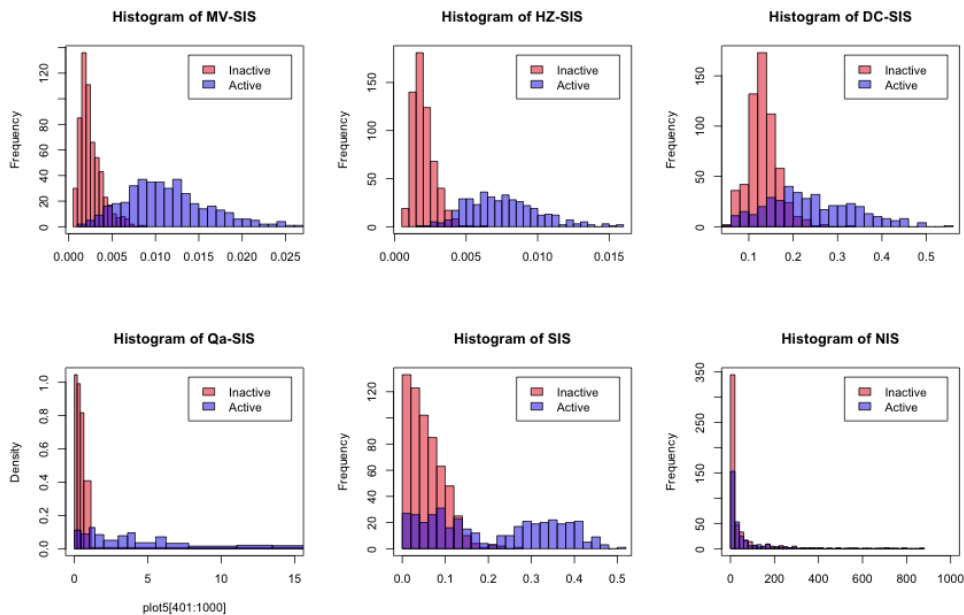 Histogram of MV-SIS
Histogram of HZ-SIS
Histogram of DC-SIS
Frequency
0 20 40 60 80 120
Inactive
Active
0.000 0.005 0.010 0.015 0.020 0.025
Frequency
0 50 100 150
Inactive
Active
0.000 0.005 0.010 0.015
Frequency
0 50 100 150
Inactive
Active
0.1 0.2 0.3 0.4 0.5
Histogram of Qa-SIS
Histogram of SIS
Histogram of NIS
Density
0.0 0.2 0.4 0.6 0.8 1.0
Inactive
Active
0 5 10 15
plot5[401:1000]
Frequency
0 20 40 60 80 120
Inactive
Active
0.0 0.1 0.2 0.3 0.4 0.5
Frequency
0 50 150 250 350
Inactive
Active
0 200 400 600 800 1000